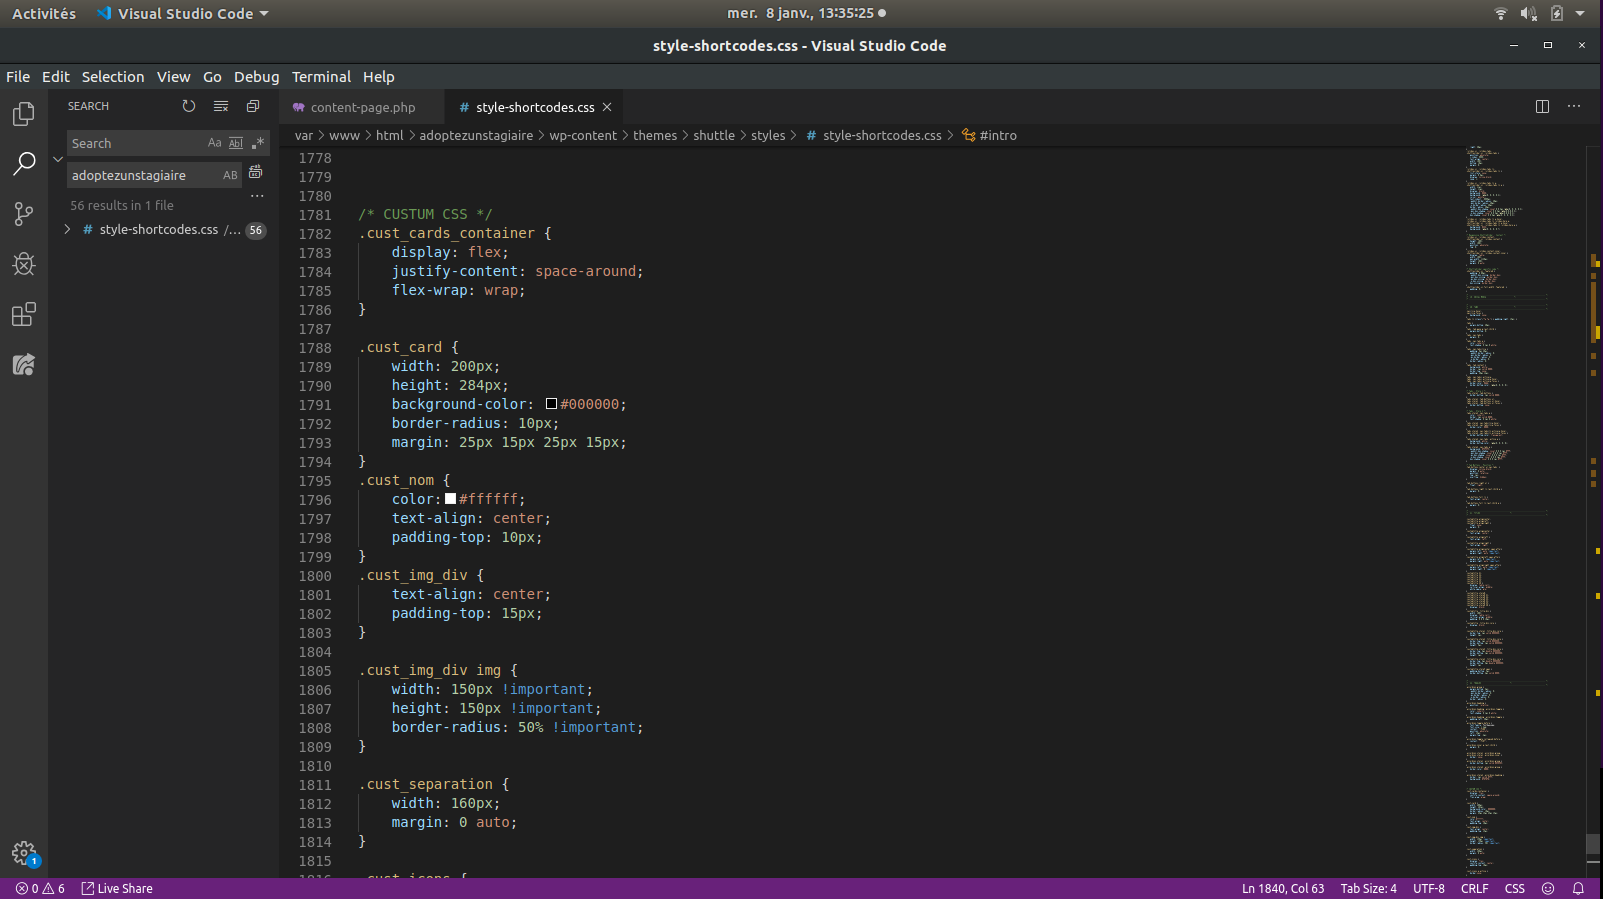 Activités
Visual Studio Code
mer. 8 janv., 13:35:25
style-shortcodes.css - Visual Studio Code
File Edit Selection View Go Debug Terminal Help
SEARCH
content-page.php
# style-shortcodes.css
var > www > html > adoptezunstagiaire > wp-content > themes > shuttle > styles > # style-shortcodes.css > #intro
Search
Aa Abl .*
adoptezunstagiaire
AB
56 results in 1 file
# style-shortcodes.css /... 56
1778
1779
1780
1781 /* CUSTUM CSS */
1782 .cust_cards_container {
1783 display: flex;
1784 justify-content: space-around;
1785 flex-wrap: wrap;
1786 }
1787
1788 .cust_card {
1789 width: 200px;
1790 height: 284px;
1791 background-color: #000000;
1792 border-radius: 10px;
1793 margin: 25px 15px 25px 15px;
1794 }
1795 .cust_nom {
1796 color: #ffffff;
1797 text-align: center;
1798 padding-top: 10px;
1799 }
1800 .cust_img_div {
1801 text-align: center;
1802 padding-top: 15px;
1803 }
1804
1805 .cust_img_div img {
1806 width: 150px !important;
1807 height: 150px !important;
1808 border-radius: 50% !important;
1809 }
1810
1811 .cust_separation {
1812 width: 160px;
1813 margin: 0 auto;
1814 }
1815
1816 .cust_icons {
1
0 6 Live Share
Ln 1840, Col 63 Tab Size: 4 UTF-8 CRLF CSS